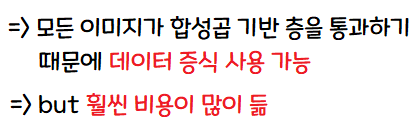 => 모든 이미지가 합성곱 기반 층을 통과하기
때문에 데이터 증식 사용 가능
=> but 훨씬 비용이 많이 듦